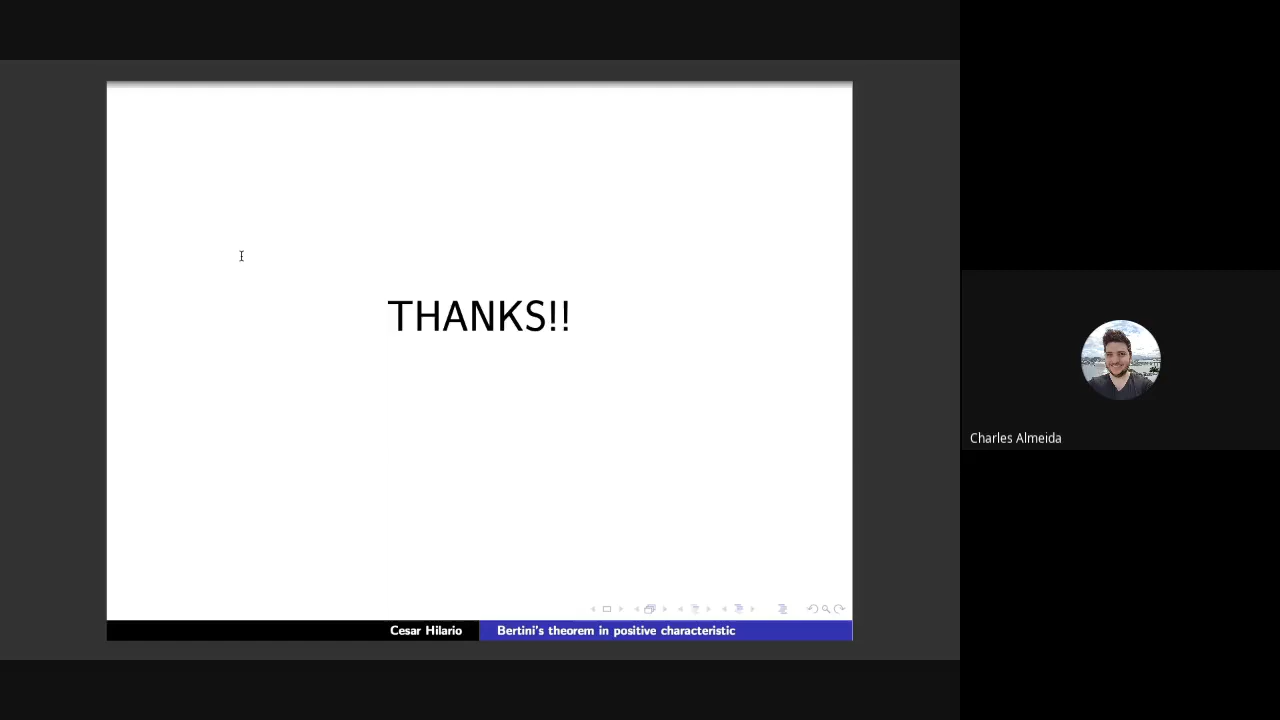 THANKS!!
Charles Almeida
Cesar Hilario
Bertini's theorem in positive characteristic